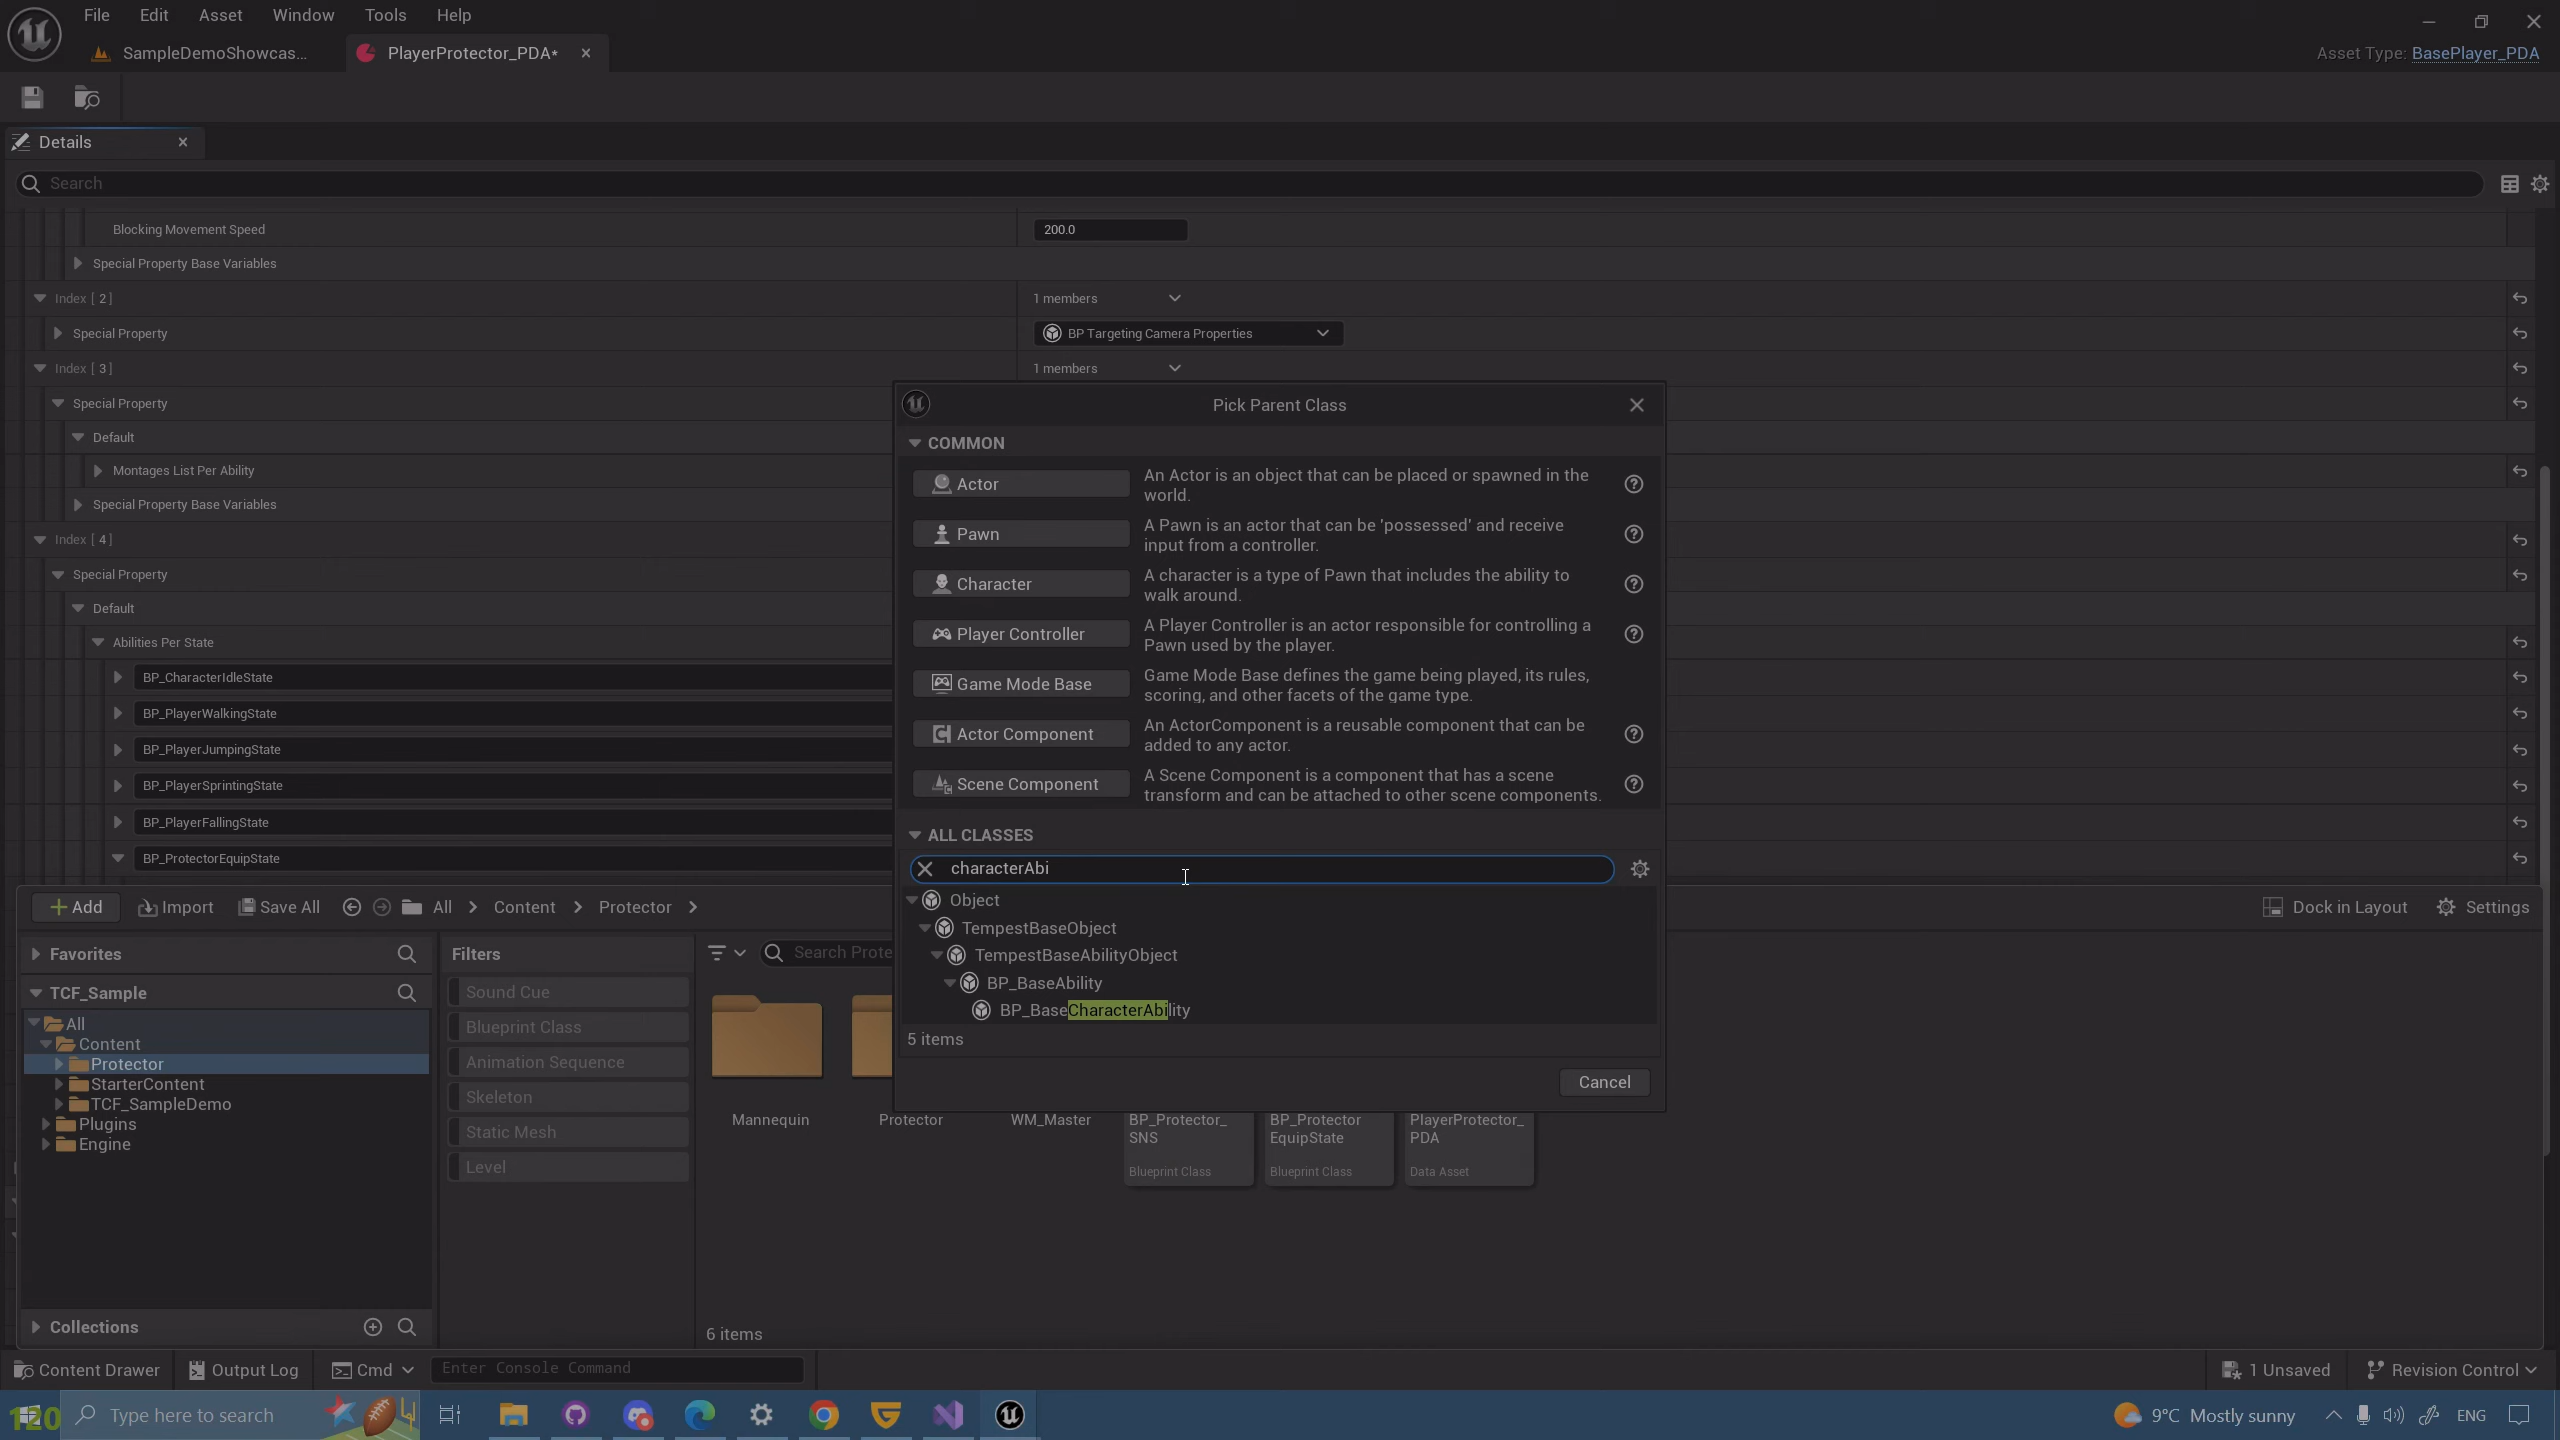 File Edit Asset Window Tools Help
SampleDemoShowcas...
PlayerProtector_PDA*
Asset Type: BasePlayer_PDA
Details
Search
Blocking Movement Speed
200.0
Special Property Base Variables
Index [ 2 ]
1 members
Special Property
BP Targeting Camera Properties
Index [ 3 ]
1 members
Special Property
Default
Montages List Per Ability
Special Property Base Variables
Index [ 4 ]
Special Property
Default
Abilities Per State
BP_CharacterIdleState
BP_PlayerWalkingState
BP_PlayerJumpingState
BP_PlayerSprintingState
BP_PlayerFallingState
BP_ProtectorEquipState
Pick Parent Class
COMMON
Actor
An Actor is an object that can be placed or spawned in the
world.
Pawn
A Pawn is an actor that can be 'possessed' and receive
input from a controller.
Character
A character is a type of Pawn that includes the ability to
walk around.
Player Controller
A Player Controller is an actor responsible for controlling a
Pawn used by the player.
Game Mode Base
Game Mode Base defines the game being played, its rules,
scoring, and other facets of the game type.
Actor Component
An ActorComponent is a reusable component that can be
added to any actor.
Scene Component
A Scene Component is a component that has a scene
transform and can be attached to other scene components.
ALL CLASSES
characterAbi
Object
TempestBaseObject
TempestBaseAbilityObject
BP_BaseAbility
BP_BaseCharacterAbility
5 items
Cancel
Add
Import
Save All
All
Content
Protector
Dock in Layout
Settings
Favorites
TCF_Sample
All
Content
Protector
StarterContent
TCF_SampleDemo
Plugins
Engine
Collections
Filters
Sound Cue
Blueprint Class
Animation Sequence
Skeleton
Static Mesh
Level
Search Prote
Mannequin
Protector
WM_Master
BP_Protector_
SNS
Blueprint Class
BP_Protector
EquipState
Blueprint Class
PlayerProtector_
PDA
Data Asset
6 items
Content Drawer
Output Log
Cmd
Enter Console Command
1 Unsaved
Revision Control
120
Type here to search
9°C Mostly sunny
ENG